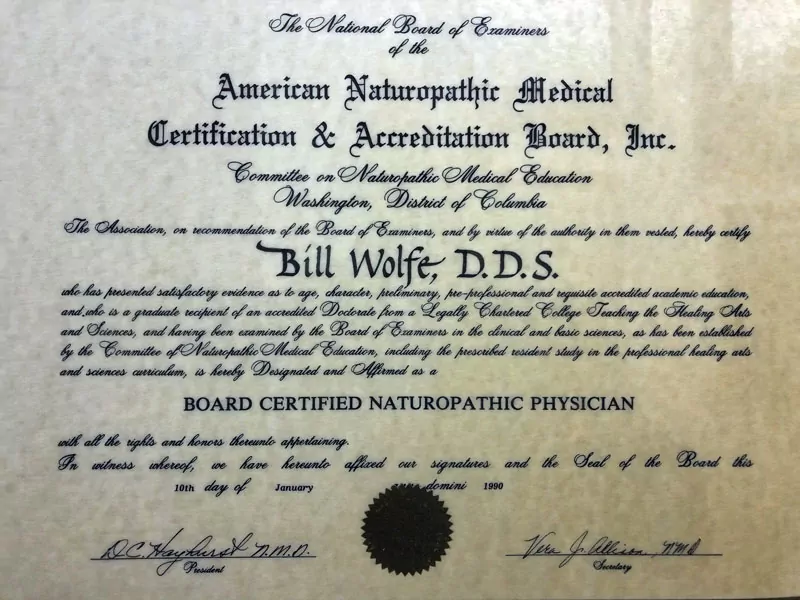 The National Board of Examiners
of the
American Naturopathic Medical
Certification & Accreditation Board, Inc.
Committee on Naturopathic Medical Education
Washington, District of Columbia
The Association, on recommendation of the Board of Examiners, and by virtue of the authority in them vested, hereby certify
Bill Wolfe, D.D.S.
who has presented satisfactory evidence as to age, character, preliminary, pre-professional and requisite accredited academic education,
and who is a graduate recipient of an accredited Doctorate from a Legally Chartered College Teaching the Healing Arts
and Sciences, and having been examined by the Board of Examiners in the clinical and basic sciences, as has been established
by the Committee of Naturopathic Medical Education, including the prescribed resident study in the professional healing arts
and sciences curriculum, is hereby Designated and Affirmed as a
BOARD CERTIFIED NATUROPATHIC PHYSICIAN
with all the rights and honors thereunto appertaining.
In witness whereof, we have hereunto affixed our signatures and the Seal of the Board this
10th day of January anno domini 1990
D.C. Hayhurst N.M.D. Vera J. Allison, NMD
President Secretary